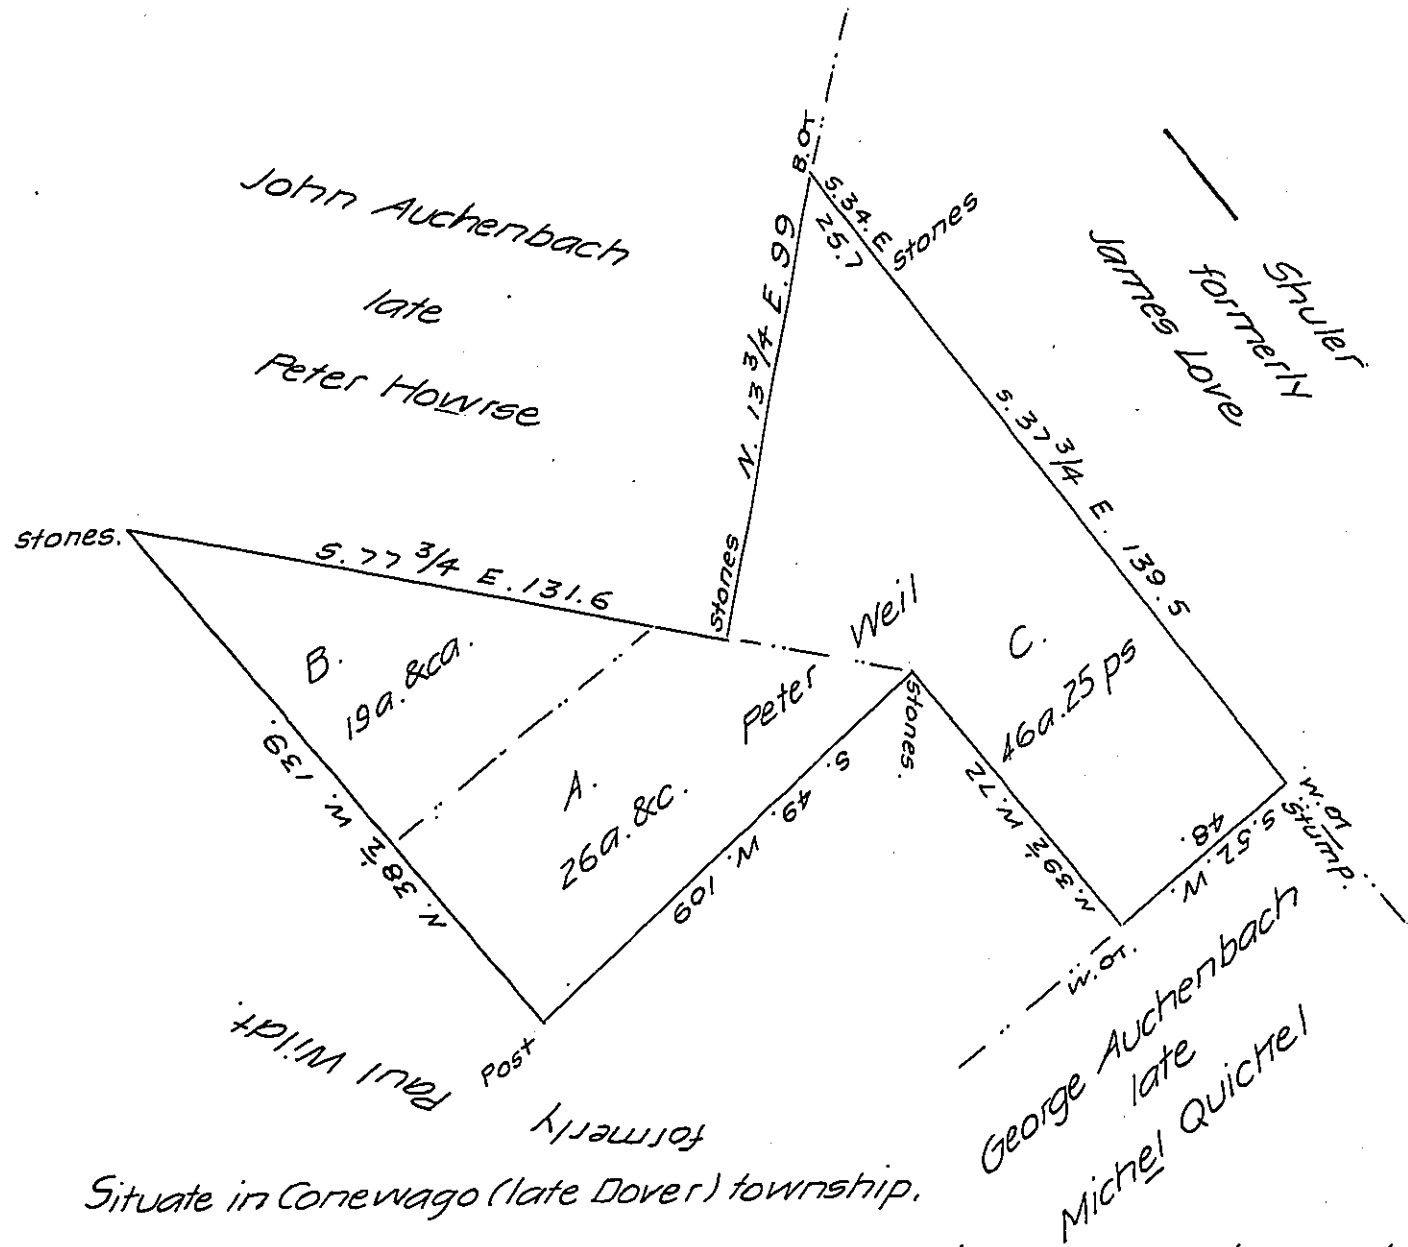 B.O.
S.34.E
25.7
Stones
John Auchenbach
late
Peter Howrse
Shuler
formerly
James Love
N. 13 3/4 E. 99
S. 37 3/4 E. 139.5
stones.
S. 77 3/4 E. 131.6
Stones
B.
19a. &ca.
Peter Weil
C.
46a. 25 ps
A.
26a. &c.
N. 38 1/2 W. 139.
S. 49. W. 109
Stones.
N. 39 1/2 W. 72
S. 52. W.
48.
W. O.
Stump.
W. O.
Post
formerly
Paul Wildt.
George Auchenbach
late
Michel Quichel
Situate in Conewago (late Dover) township.